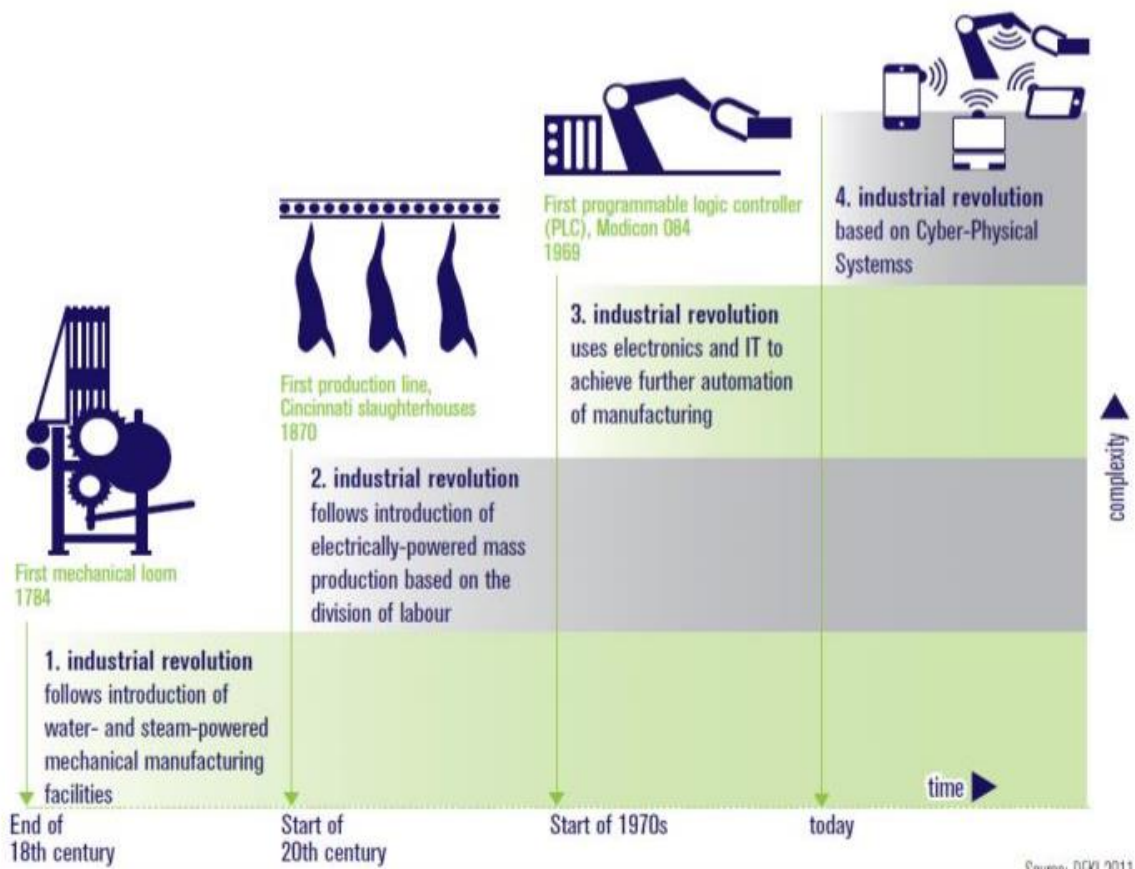 First programmable logic controller
(PLC), Modicon 084
1969
4. industrial revolution
based on Cyber-Physical
Systemss
3. industrial revolution
uses electronics and IT to
achieve further automation
of manufacturing
First production line,
Cincinnati slaughterhouses
1870
2. industrial revolution
follows introduction of
electrically-powered mass
production based on the
division of labour
First mechanical loom
1784
1. industrial revolution
follows introduction of
water- and steam-powered
mechanical manufacturing
facilities
complexity
time
End of
18th century
Start of
20th century
Start of 1970s
today
Source: DFKI 2011